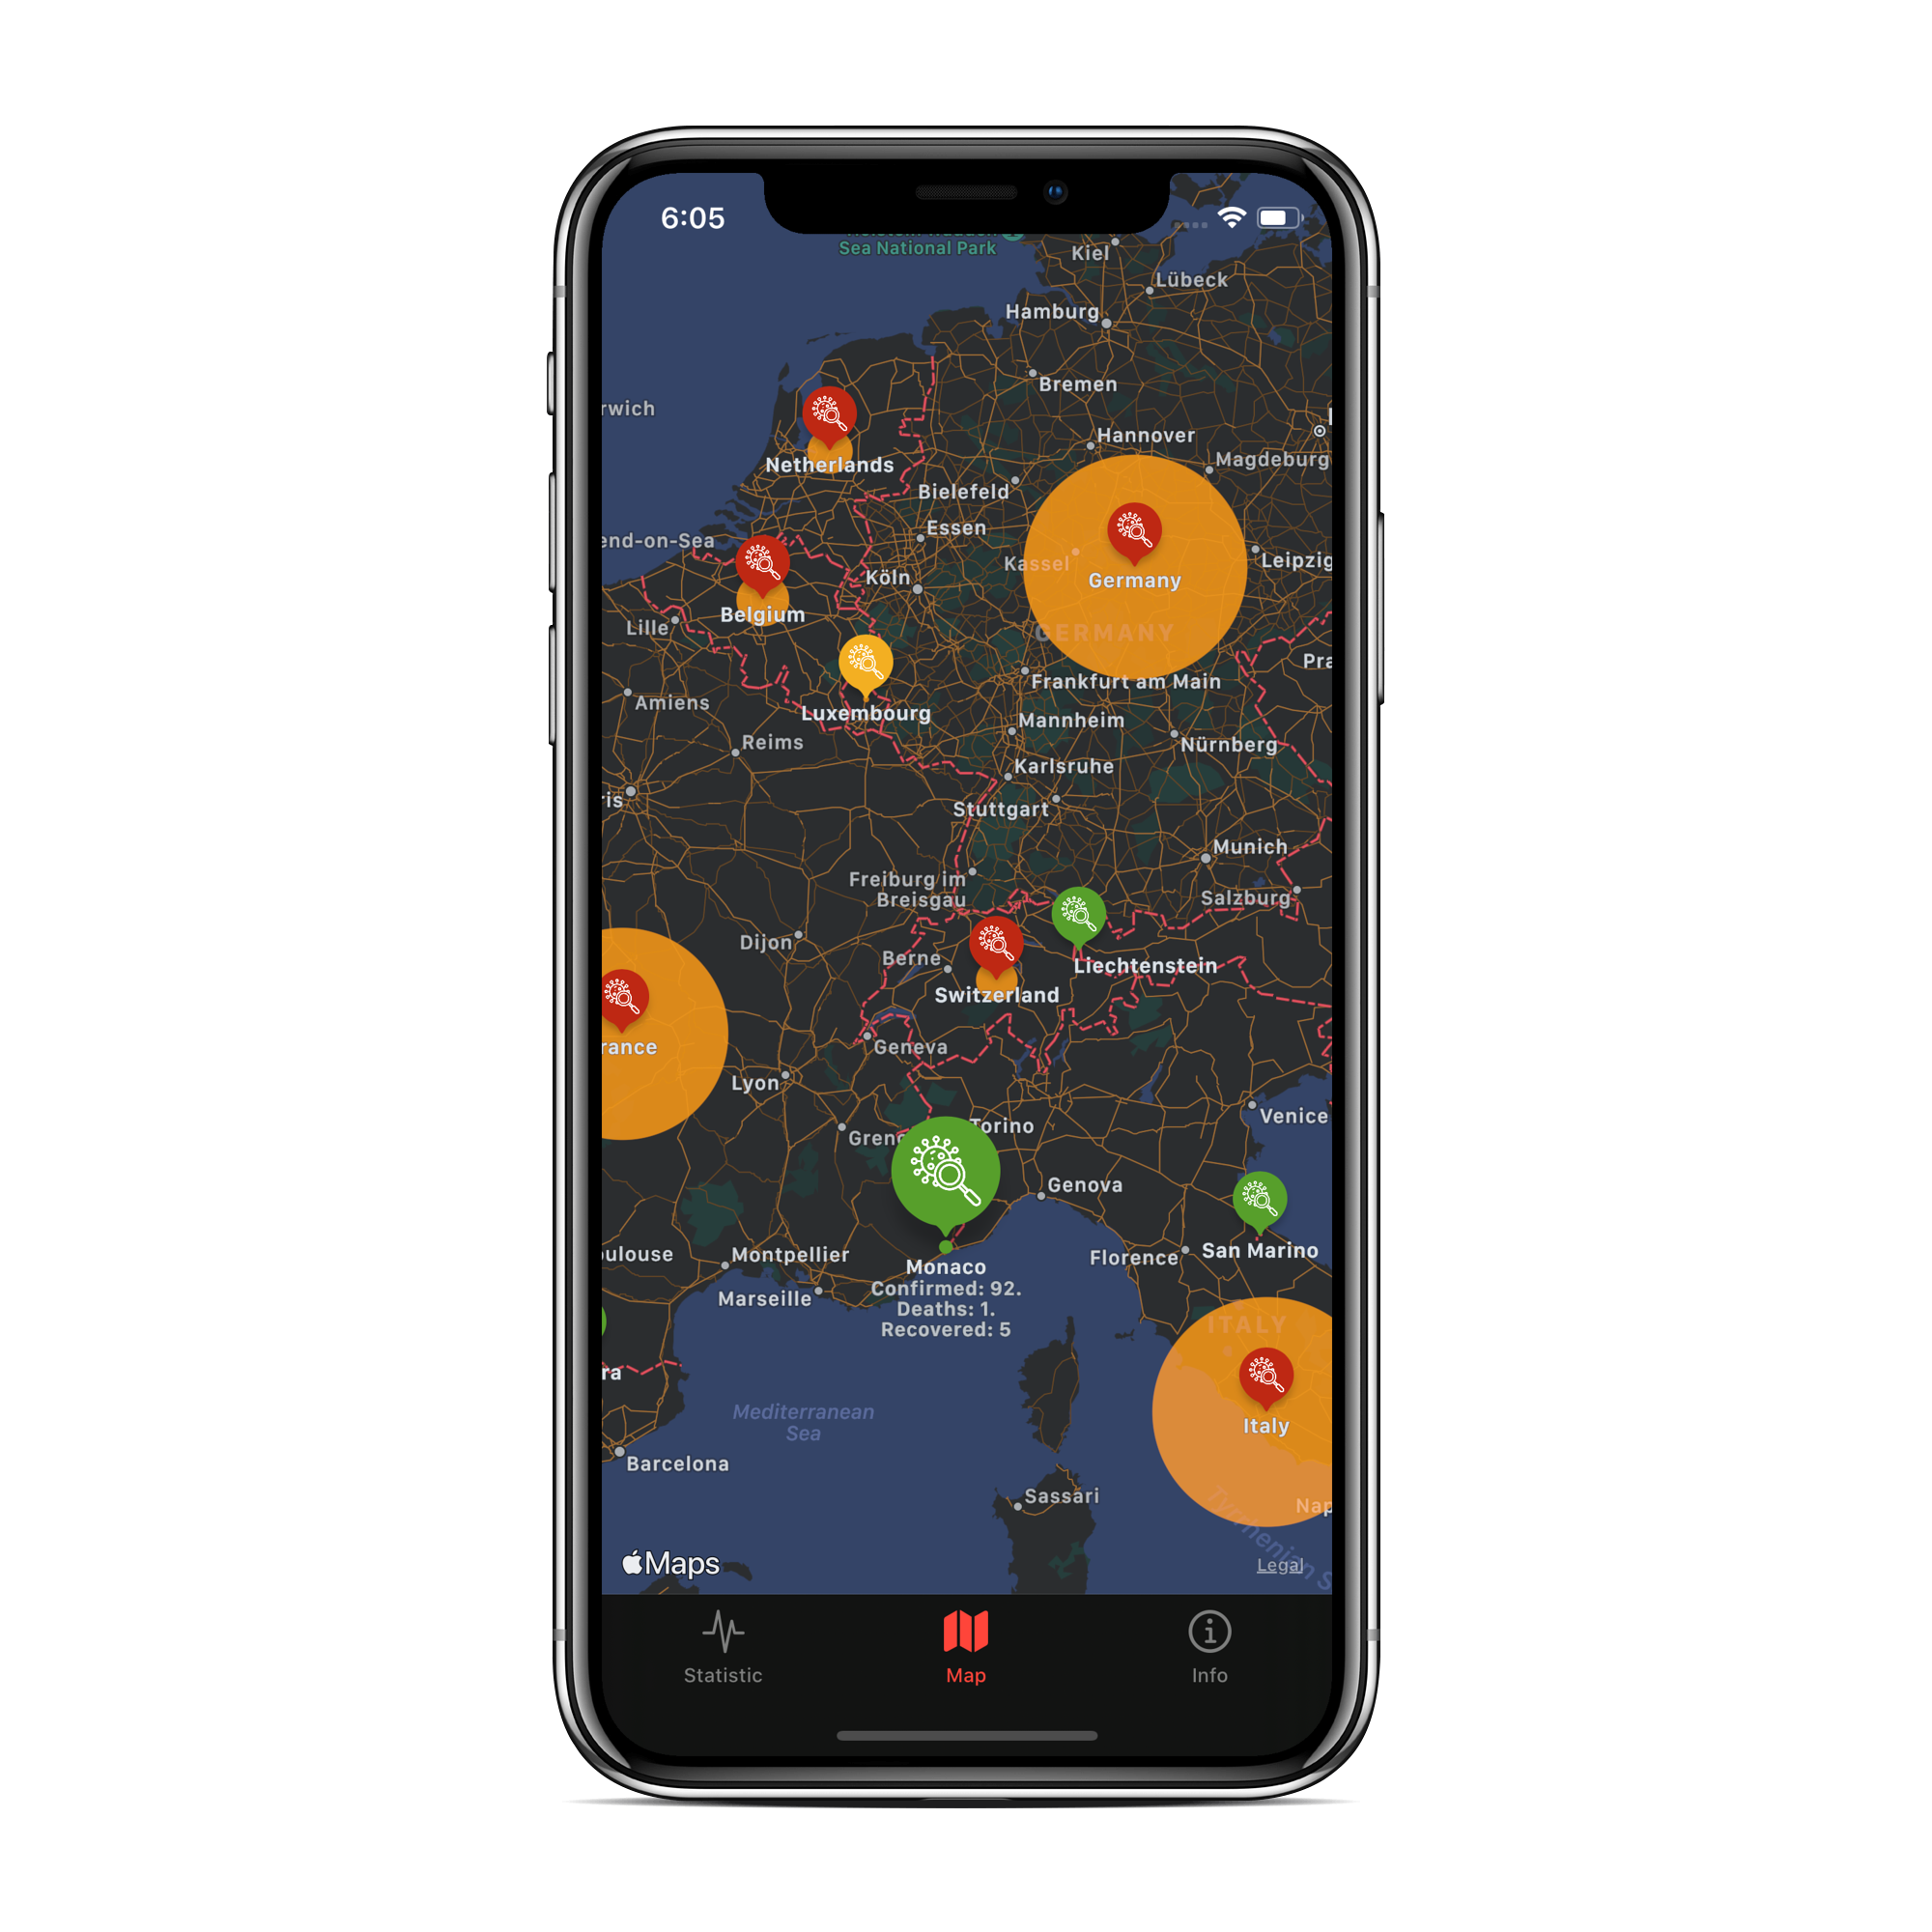 6:05
Sea National Park
Kiel
Lübeck
Hamburg
Bremen
rwich
Hannover
Netherlands
Magdeburg
Bielefeld
Essen
end-on-Sea
Kassel
Leipzig
Köln
Germany
Belgium
Lille
GERMANY
Pra
Frankfurt am Main
Amiens
Luxembourg
Mannheim
Reims
Nürnberg
Karlsruhe
ris
Stuttgart
Munich
Freiburg im
Breisgau
Salzburg
Dijon
Berne
Liechtenstein
Switzerland
rance
Geneva
Lyon
Venice
Torino
Greno
Genova
oulouse
Montpellier
Florence
San Marino
Monaco
Confirmed: 92.
Deaths: 1.
Recovered: 5
Marseille
ITALY
ra
Mediterranean
Sea
Italy
Barcelona
Sassari
Nap
Tyrrhenian S
Maps
Legal
Statistic
Map
Info